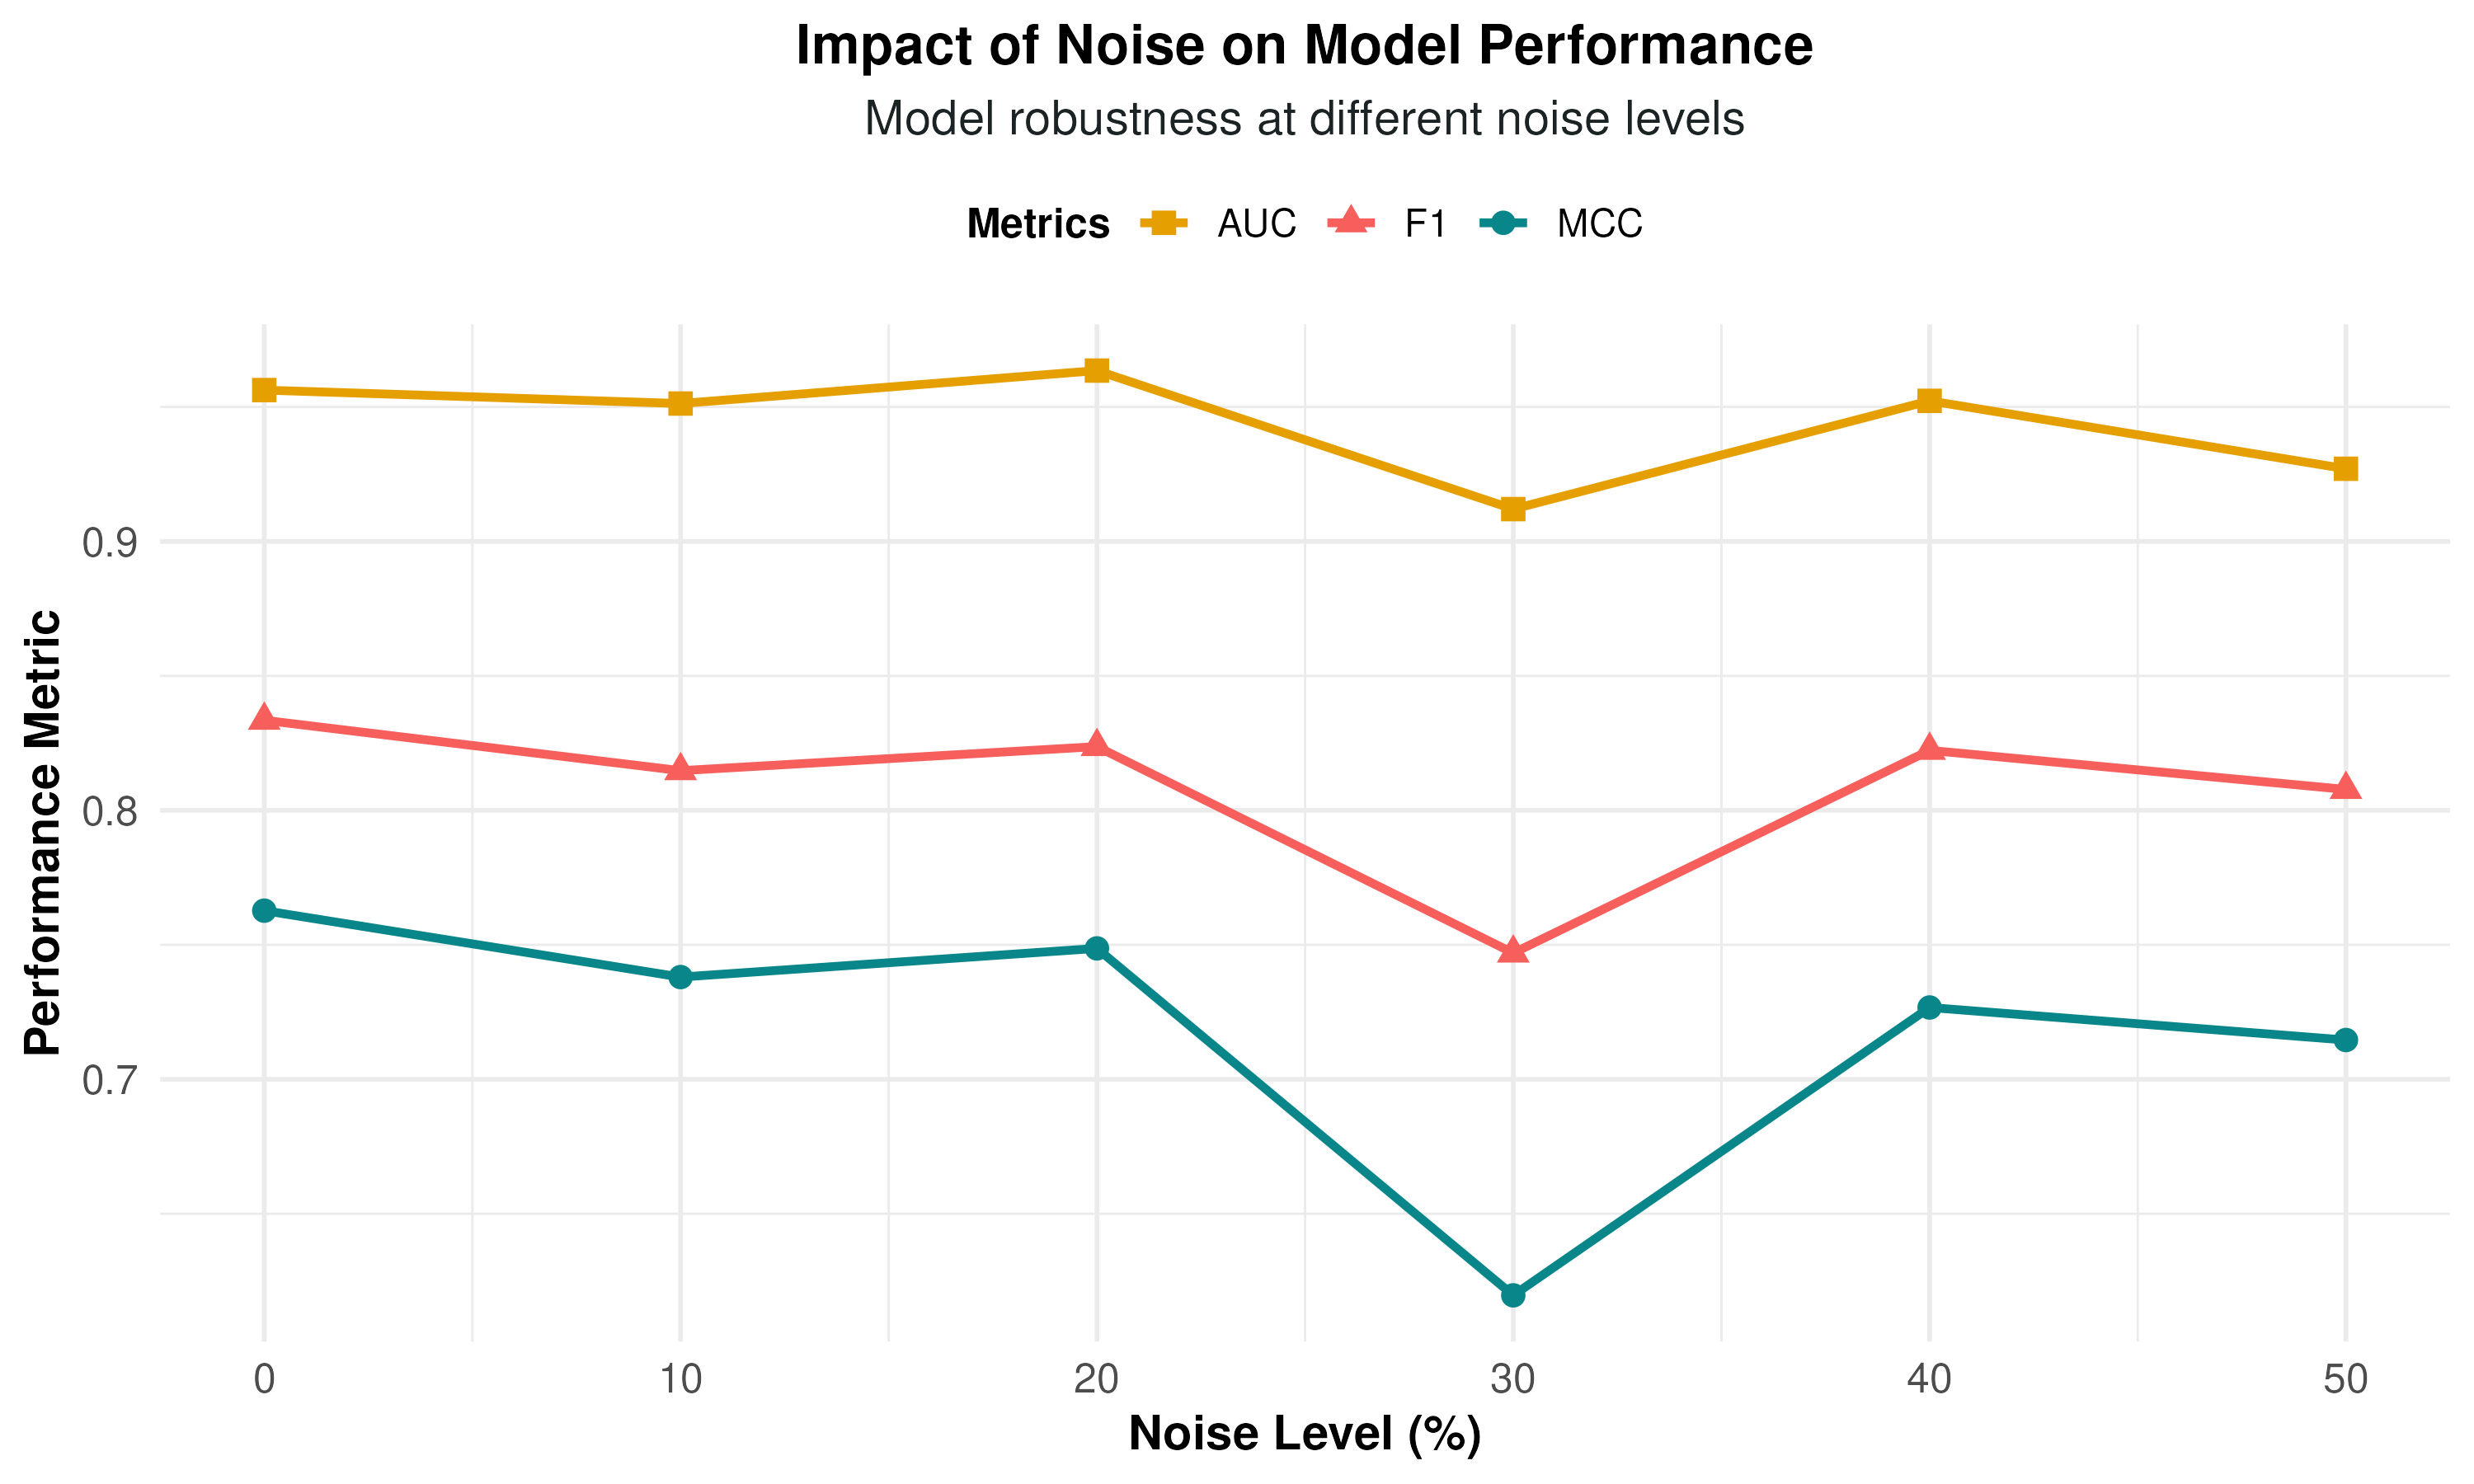 Impact of Noise on Model Performance
Model robustness at different noise levels
Metrics AUC F1 MCC
Performance Metric
0.9
0.8
0.7
0 10 20 30 40 50
Noise Level (%)